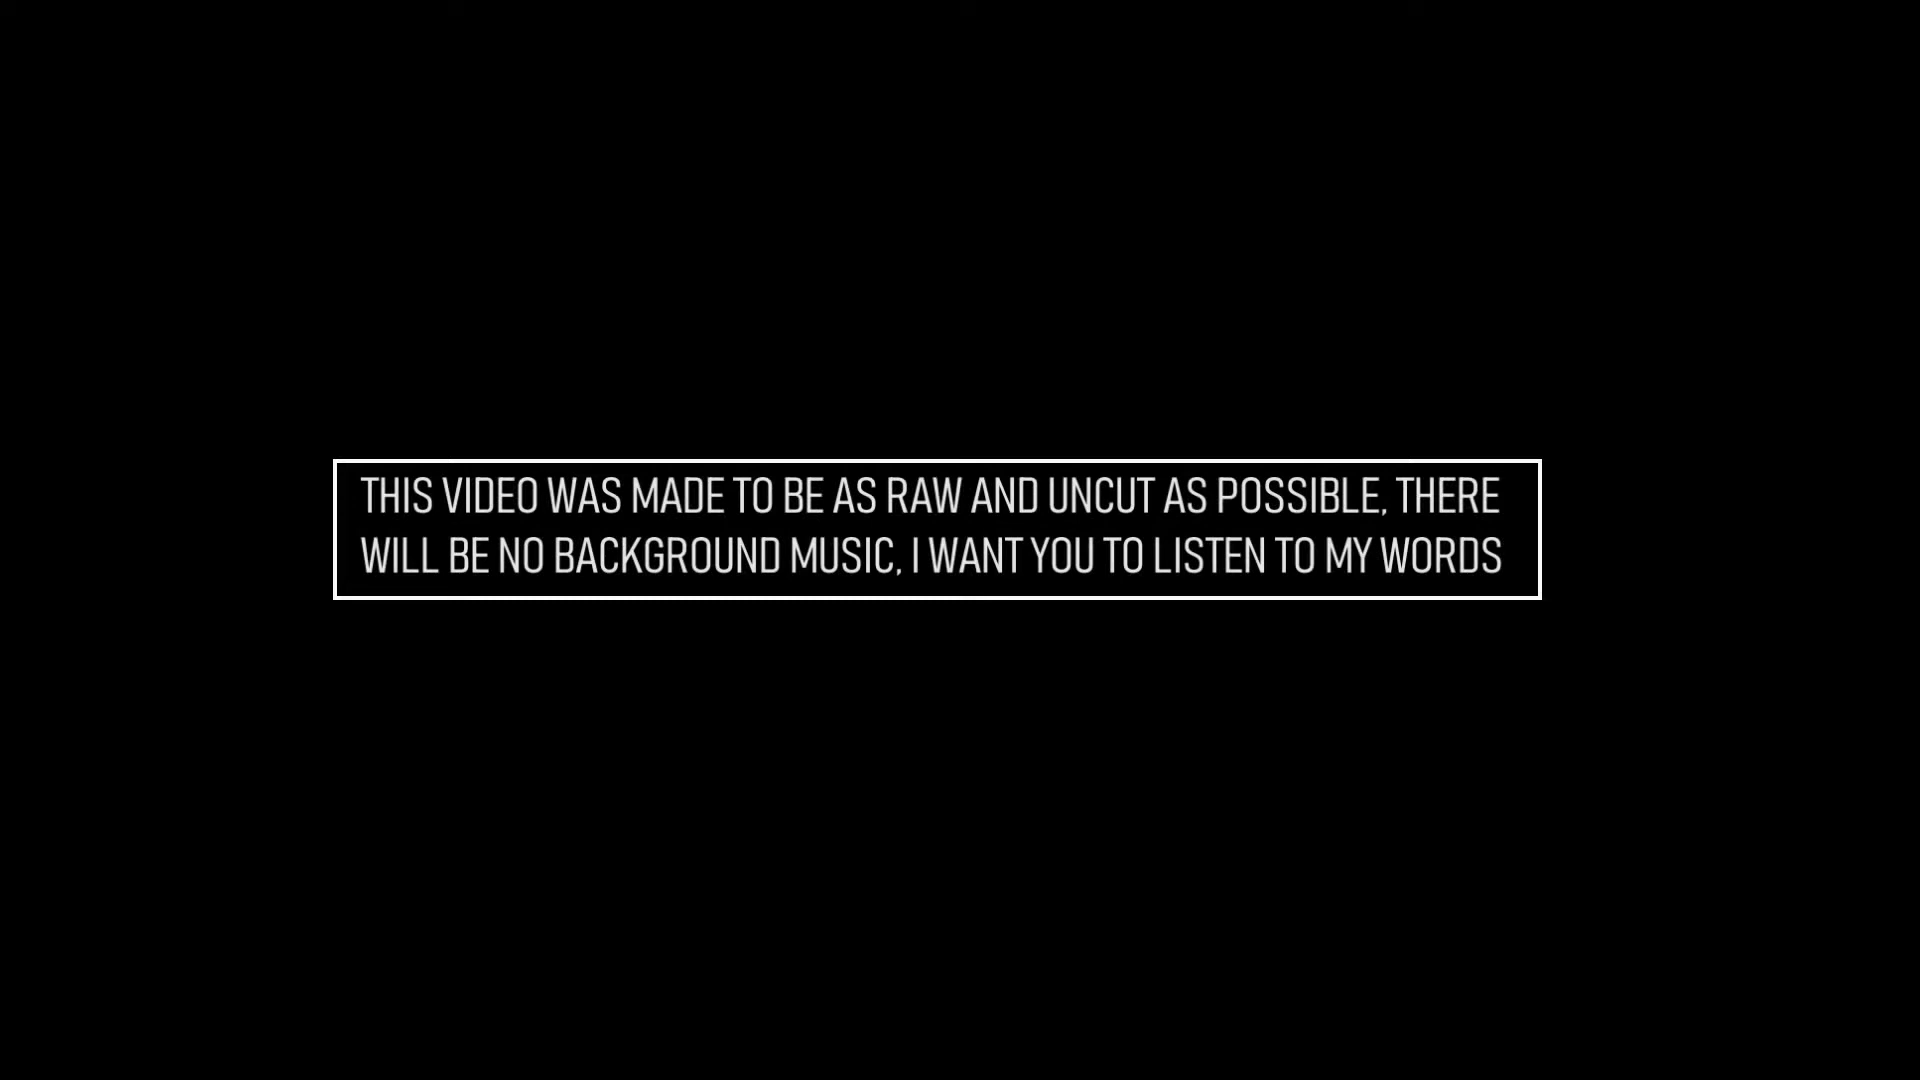 THIS VIDEO WAS MADE TO BE AS RAW AND UNCUT AS POSSIBLE, THERE
WILL BE NO BACKGROUND MUSIC, I WANT YOU TO LISTEN TO MY WORDS